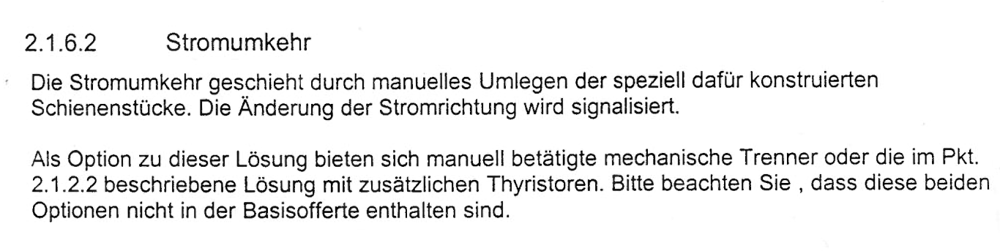 2.1.6.2 Stromumkehr
Die Stromumkehr geschieht durch manuelles Umlegen der speziell dafür konstruierten
Schienenstücke. Die Änderung der Stromrichtung wird signalisiert.
Als Option zu dieser Lösung bieten sich manuell betätigte mechanische Trenner oder die im Pkt.
2.1.2.2 beschriebene Lösung mit zusätzlichen Thyristoren. Bitte beachten Sie , dass diese beiden
Optionen nicht in der Basisofferte enthalten sind.